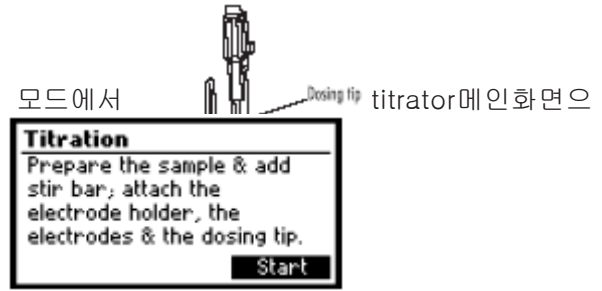 모드에서 Dosing tip titrator메인화면으
Titration
Prepare the sample & add
stir bar; attach the
electrode holder, the
electrodes & the dosing tip.
Start